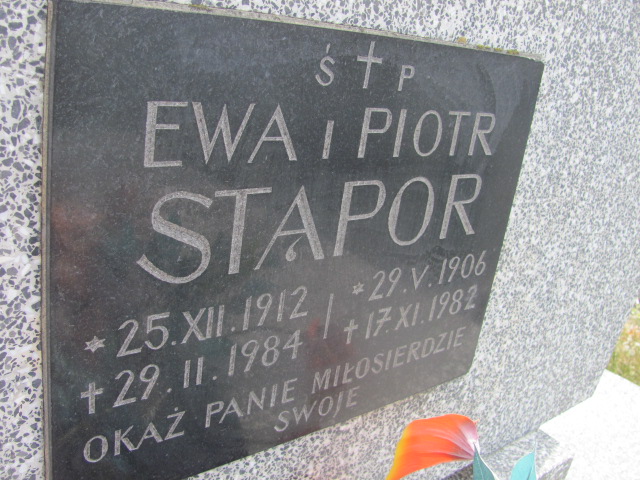 Ś † P
EWA I PIOTR
STĄPOR
* 25.XII.1912 | * 29.V.1906
† 29.II.1984 | † 17.XI.1982
OKAŻ PANIE MIŁOSIERDZIE
SWOJE